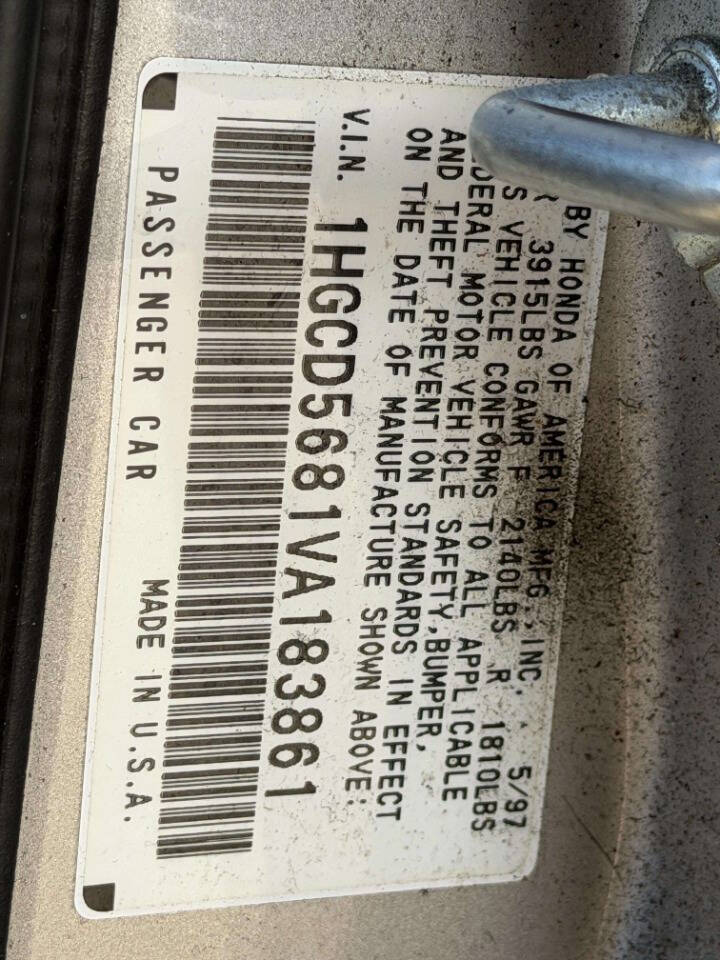 BY HONDA OF AMERICA MFG., INC. 5/97
3915LBS GAWR F 2140LBS R 1810LBS
VEHICLE CONFORMS TO ALL APPLICABLE
MOTOR VEHICLE SAFETY, BUMPER,
AND THEFT PREVENTION STANDARDS IN EFFECT
ON THE DATE OF MANUFACTURE SHOWN ABOVE:
V.I.N. 1HGCD5681VA183861
PASSENGER CAR MADE IN U.S.A.